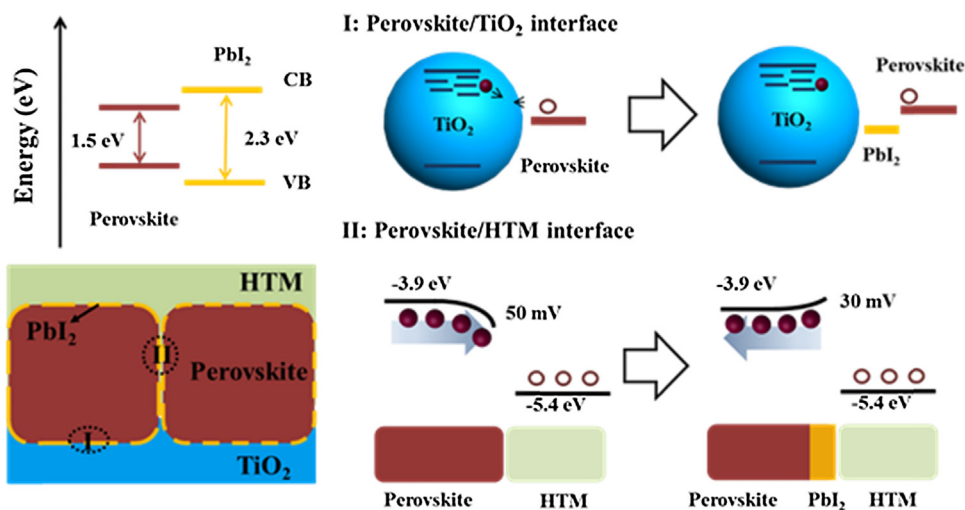 Energy (eV)
PbI₂
CB
1.5 eV
2.3 eV
VB
Perovskite
I: Perovskite/TiO₂ interface
TiO₂
Perovskite
Perovskite
TiO₂
PbI₂
HTM
PbI₂
II
Perovskite
I
TiO₂
II: Perovskite/HTM interface
-3.9 eV
50 mV
-5.4 eV
Perovskite
HTM
-3.9 eV
30 mV
-5.4 eV
Perovskite
PbI₂
HTM